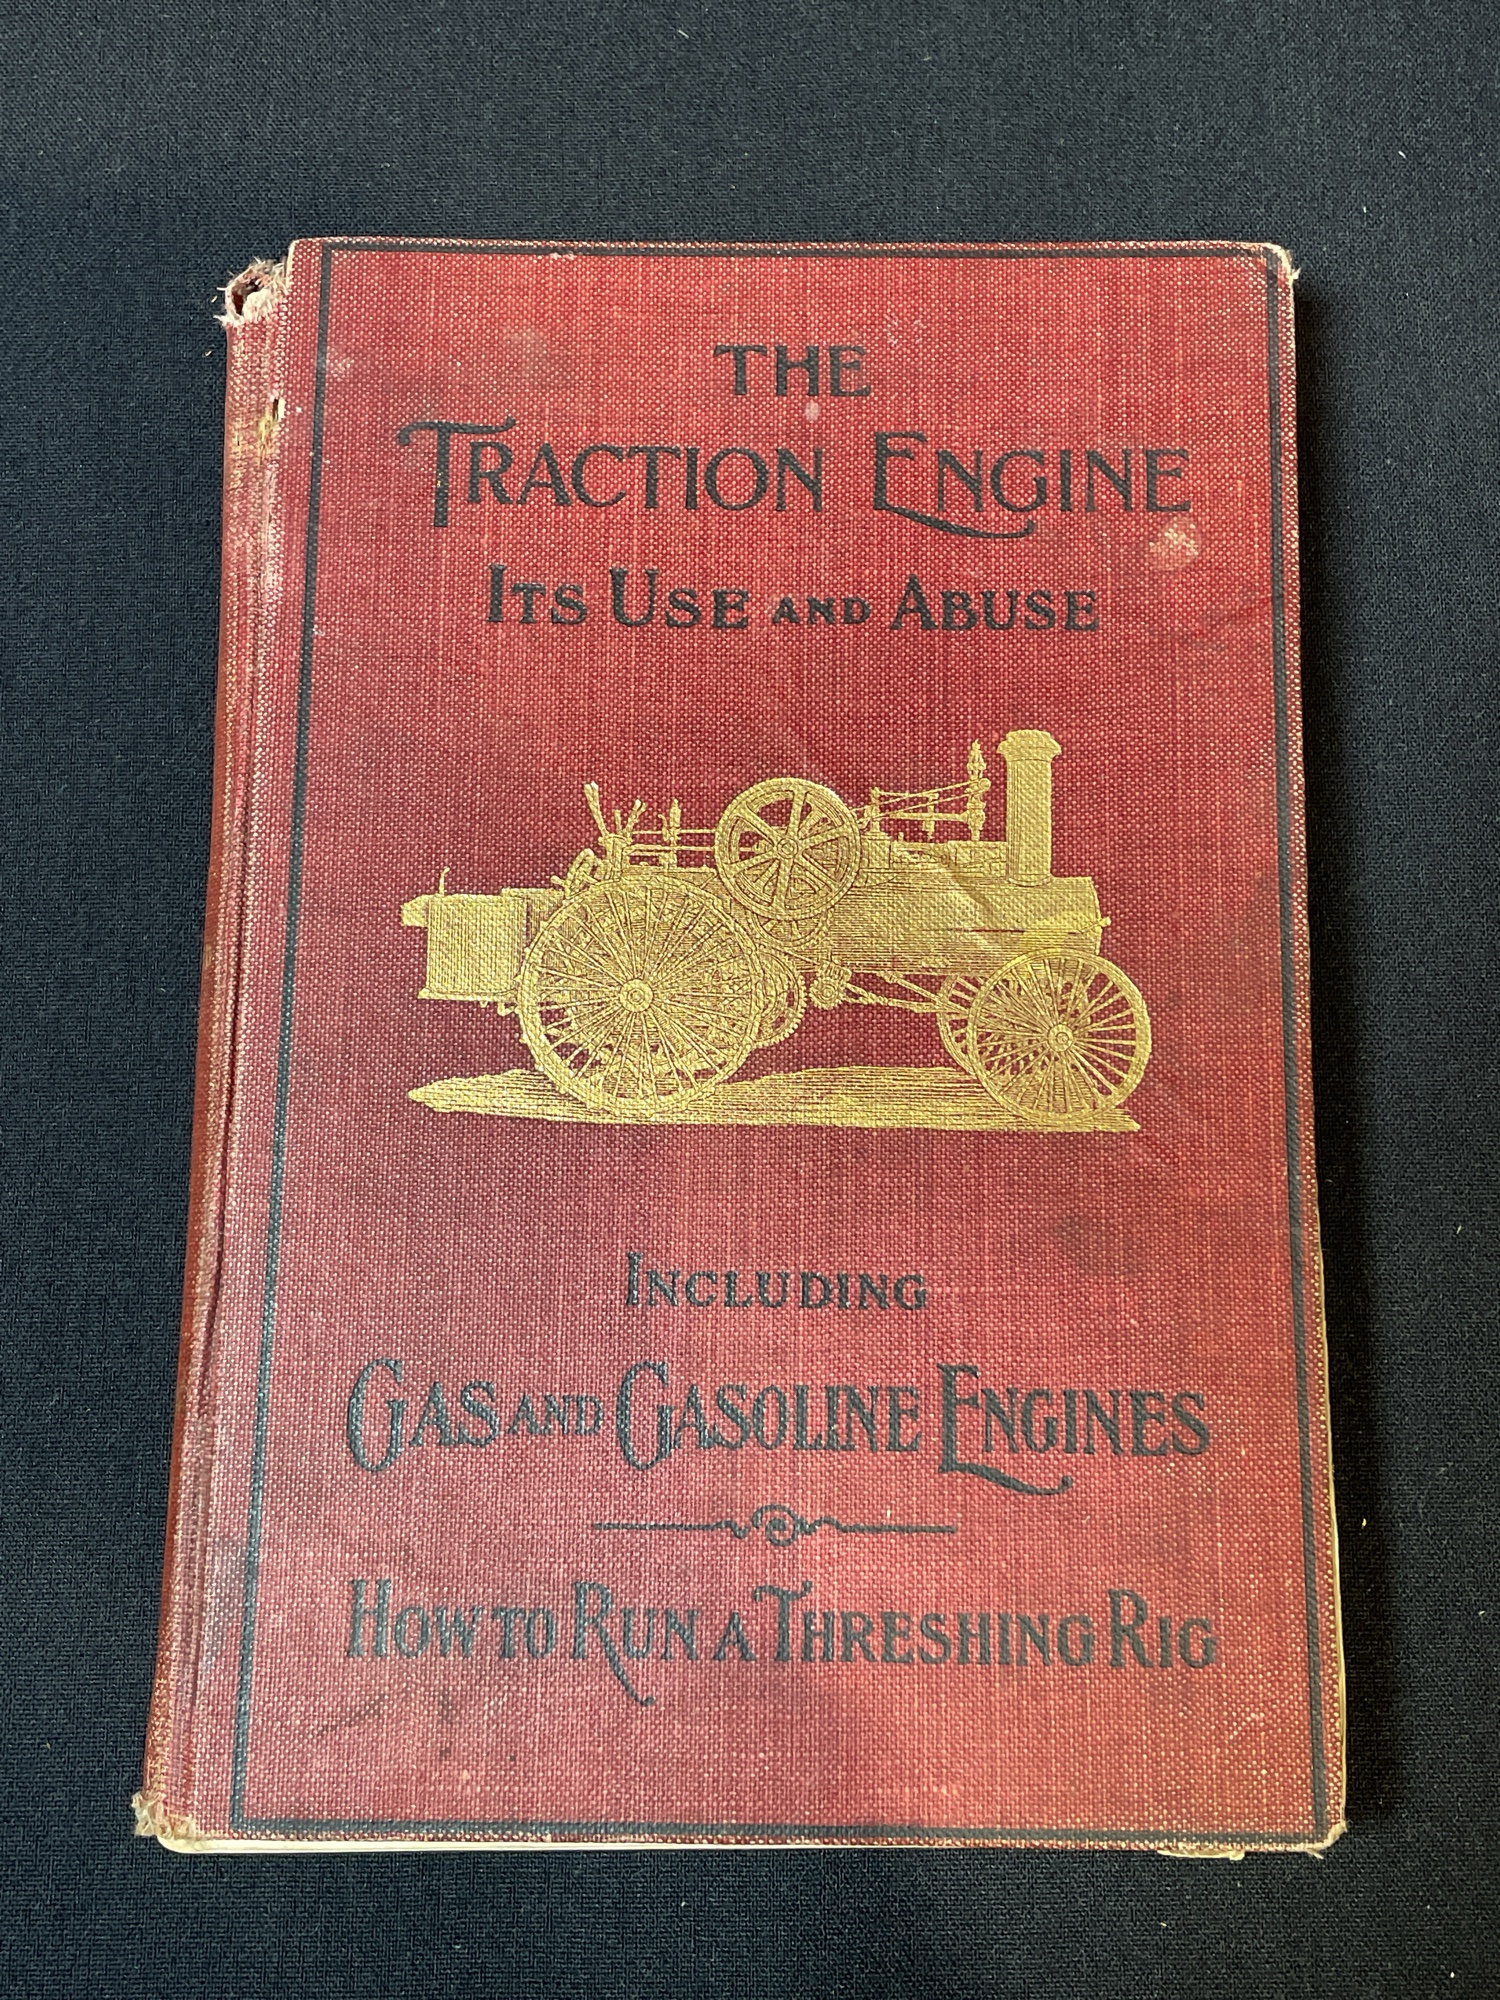 THE
TRACTION ENGINE
ITS USE AND ABUSE
INCLUDING
GAS AND GASOLINE ENGINES
HOW TO RUN A THRESHING RIG